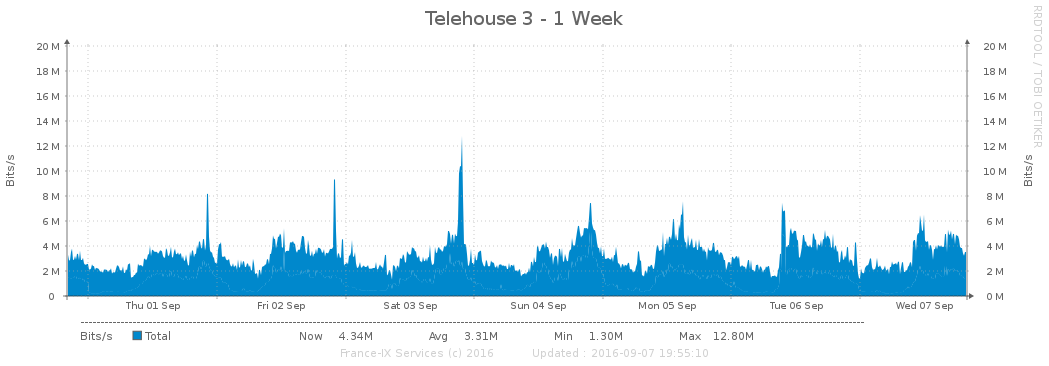 Telehouse 3 - 1 Week
RRDTOOL / TOBI OETIKER
Bits/s
20 M
18 M
16 M
14 M
12 M
10 M
8 M
6 M
4 M
2 M
0
20 M
18 M
16 M
14 M
12 M
10 M
8 M
6 M
4 M
2 M
0 M
Bits/s
Thu 01 Sep Fri 02 Sep Sat 03 Sep Sun 04 Sep Mon 05 Sep Tue 06 Sep Wed 07 Sep
Bits/s Total Now 4.34M Avg 3.31M Min 1.30M Max 12.80M
France-IX Services (c) 2016 Updated : 2016-09-07 19:55:10